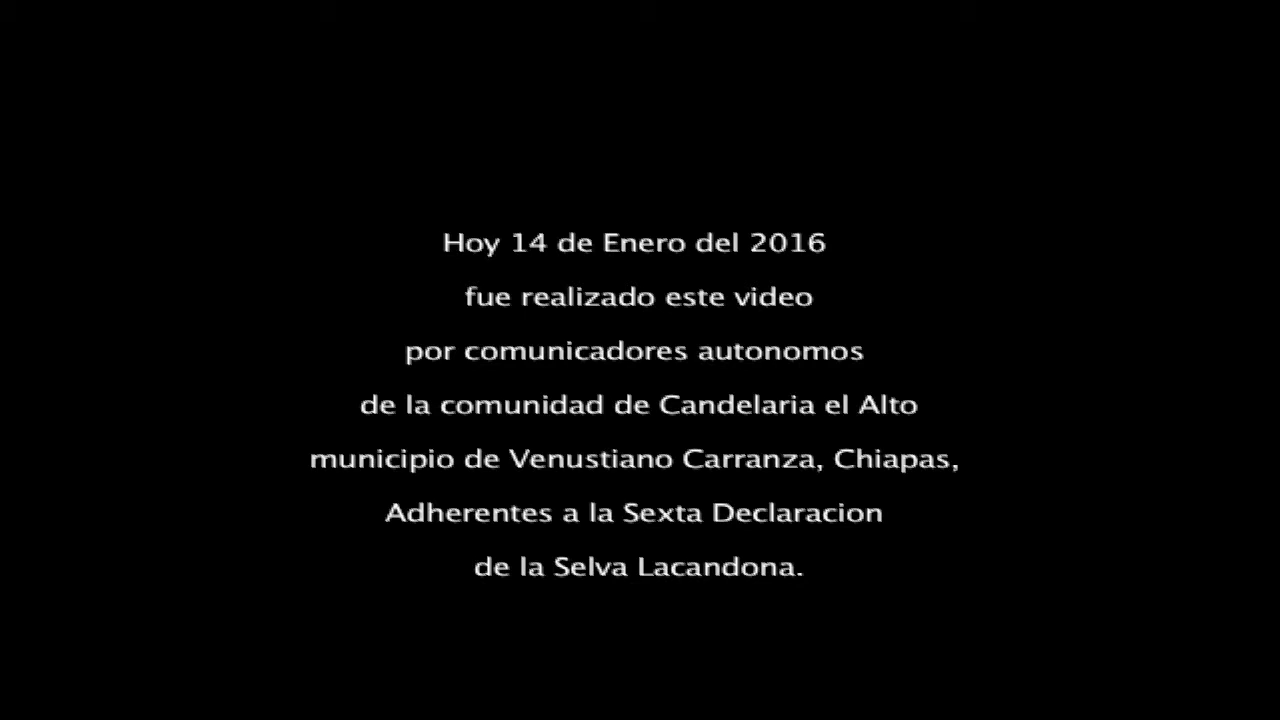 Hoy 14 de Enero del 2016
fue realizado este video
por comunicadores autonomos
de la comunidad de Candelaria el Alto
municipio de Venustiano Carranza, Chiapas,
Adherentes a la Sexta Declaracion
de la Selva Lacandona.